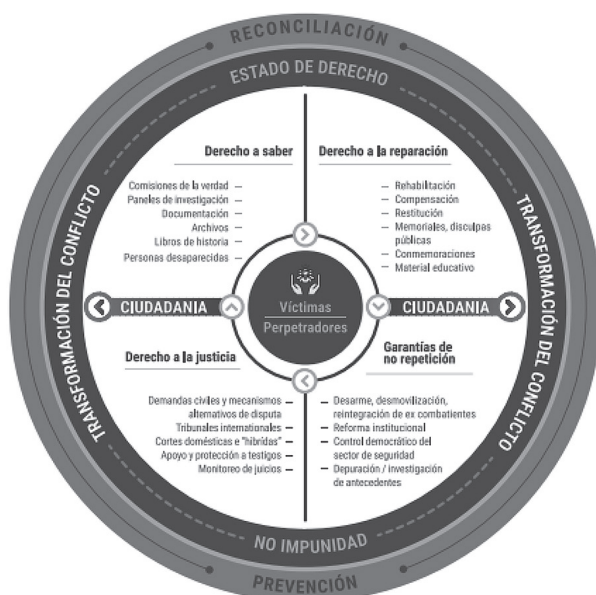 RECONCILIACIÓN
ESTADO DE DERECHO
TRANSFORMACIÓN DEL CONFLICTO
Derecho a saber
Comisiones de la verdad –
Paneles de investigación –
Documentación –
Archivos –
Libros de historia –
Personas desaparecidas –
Derecho a la reparación
– Rehabilitación
– Compensación
– Restitución
– Memoriales, disculpas
públicas
– Conmemoraciones
– Material educativo
TRANSFORMACIÓN DEL CONFLICTO
CIUDADANIA
Víctimas
Perpetradores
CIUDADANIA
Derecho a la justicia
Demandas civiles y mecanismos –
alternativos de disputa
Tribunales internacionales –
Cortes domésticas e "híbridas" –
Apoyo y protección a testigos –
Monitoreo de juicios –
Garantías de
no repetición
– Desarme, desmovilización,
reintegración de ex combatientes
– Reforma institucional
– Control democrático del
sector de seguridad
– Depuración / investigación
de antecedentes
NO IMPUNIDAD
PREVENCIÓN